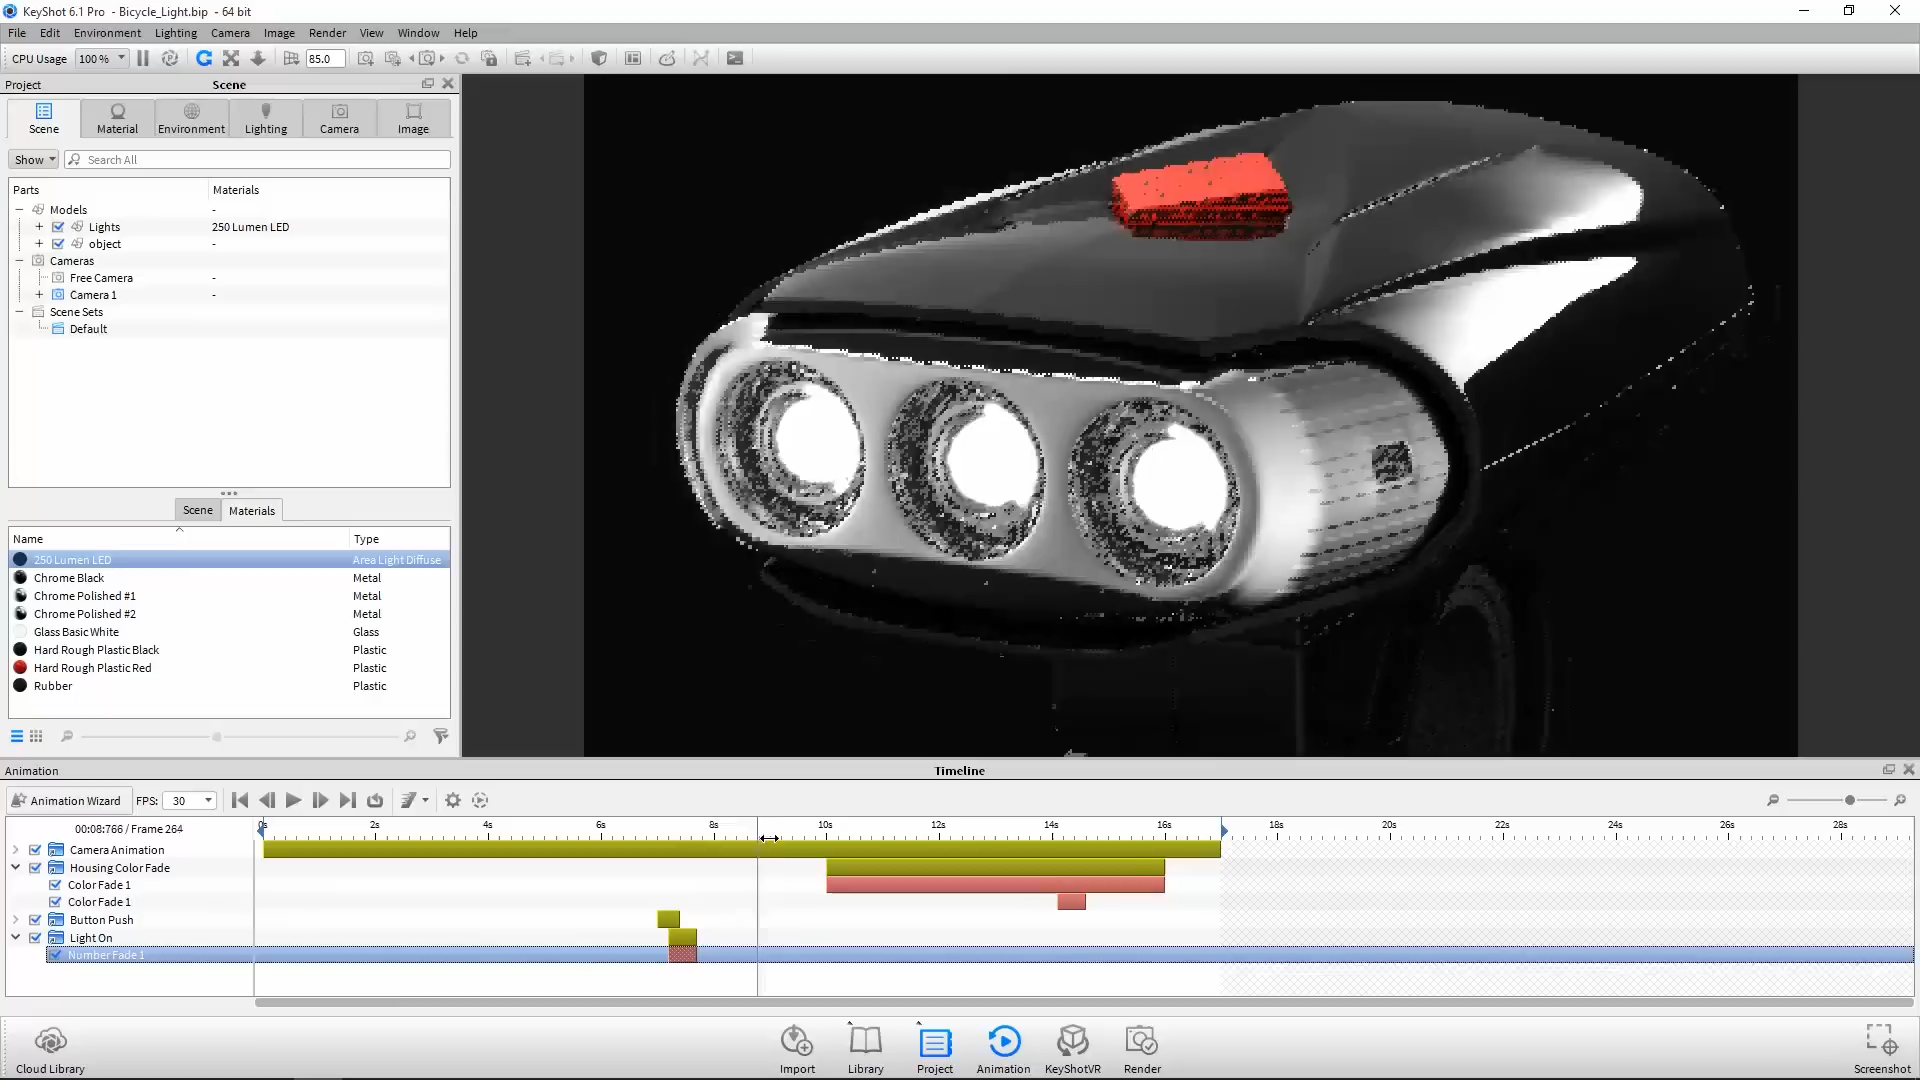 KeyShot 6.1 Pro - Bicycle_Light.bip - 64 bit
File Edit Environment Lighting Camera Image Render View Window Help
CPU Usage 100 % 85.0
Project Scene
Scene Material Environment Lighting Camera Image
Show Search All
Parts Materials
Models -
Lights 250 Lumen LED
object -
Cameras
Free Camera -
Camera 1 -
Scene Sets
Default
Scene Materials
Name Type
250 Lumen LED Area Light Diffuse
Chrome Black Metal
Chrome Polished #1 Metal
Chrome Polished #2 Metal
Glass Basic White Glass
Hard Rough Plastic Black Plastic
Hard Rough Plastic Red Plastic
Rubber Plastic
Animation Timeline
Animation Wizard FPS: 30
00:08:766 / Frame 264 0s 2s 4s 6s 8s 10s 12s 14s 16s 18s 20s 22s 24s 26s 28s
Camera Animation
Housing Color Fade
Color Fade 1
Color Fade 1
Button Push
Light On
Number Fade 1
Cloud Library Import Library Project Animation KeyShotVR Render Screenshot